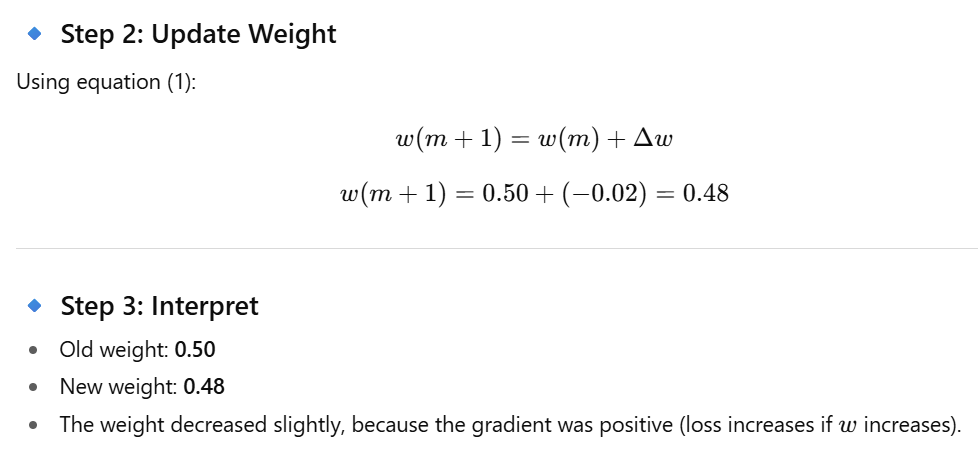 Step 2: Update Weight
Using equation (1):
w(m + 1) = w(m) + Δw
w(m + 1) = 0.50 + (−0.02) = 0.48
Step 3: Interpret
Old weight: 0.50
New weight: 0.48
The weight decreased slightly, because the gradient was positive (loss increases if w increases).